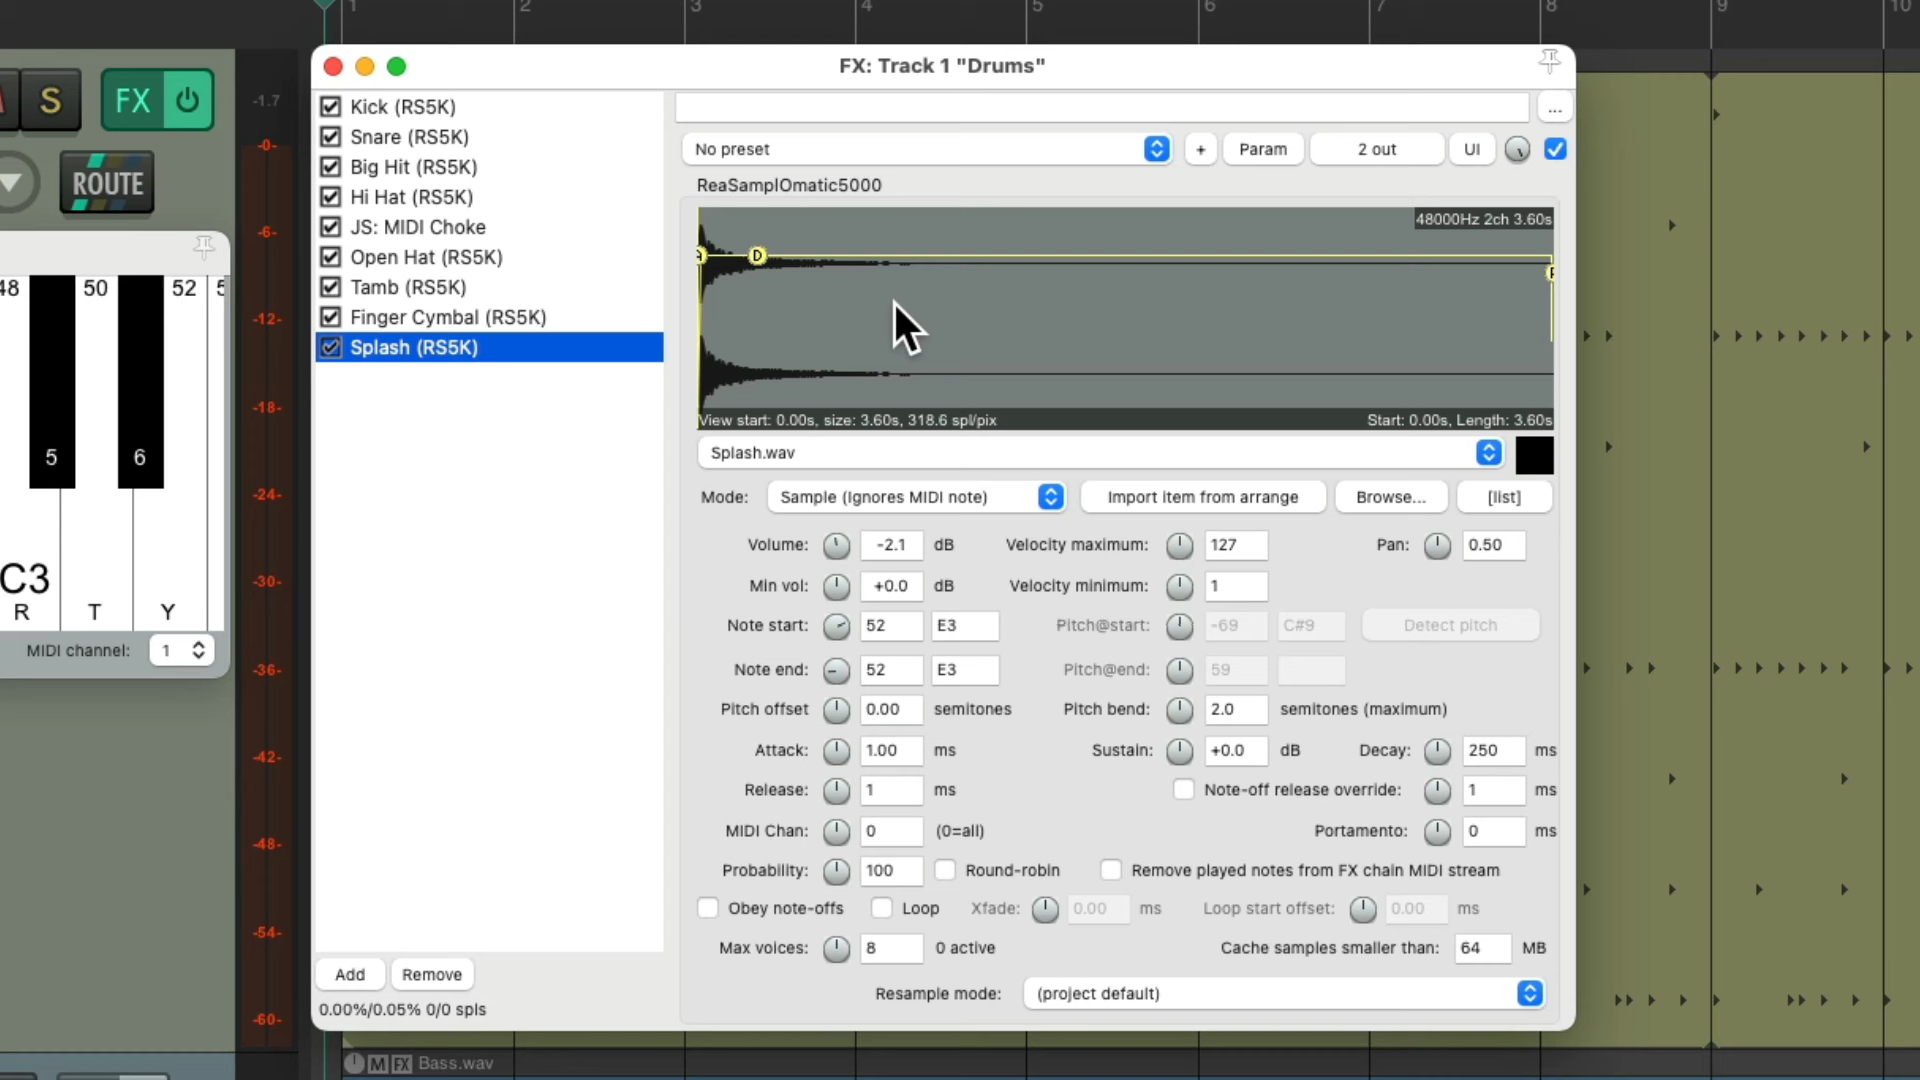 1 2 3 4 5 6 7 8 9 10
FX: Track 1 "Drums"
S FX
ROUTE
-1.7
-0-
-6-
-12-
-18-
-24-
-30-
-36-
-42-
-48-
-54-
-60-
48 50 52 5
5 6
C3
R T Y
MIDI channel: 1
Kick (RS5K)
Snare (RS5K)
Big Hit (RS5K)
Hi Hat (RS5K)
JS: MIDI Choke
Open Hat (RS5K)
Tamb (RS5K)
Finger Cymbal (RS5K)
Splash (RS5K)
Add Remove
0.00%/0.05% 0/0 spls
...
No preset + Param 2 out UI
ReaSamplOmatic5000
48000Hz 2ch 3.60s
D
View start: 0.00s, size: 3.60s, 318.6 spl/pix Start: 0.00s, Length: 3.60s
Splash.wav
Mode: Sample (Ignores MIDI note) Import item from arrange Browse... [list]
Volume: -2.1 dB Velocity maximum: 127 Pan: 0.50
Min vol: +0.0 dB Velocity minimum: 1
Note start: 52 E3 Pitch@start: -69 C#9 Detect pitch
Note end: 52 E3 Pitch@end: 59
Pitch offset 0.00 semitones Pitch bend: 2.0 semitones (maximum)
Attack: 1.00 ms Sustain: +0.0 dB Decay: 250 ms
Release: 1 ms Note-off release override: 1 ms
MIDI Chan: 0 (0=all) Portamento: 0 ms
Probability: 100 Round-robin Remove played notes from FX chain MIDI stream
Obey note-offs Loop Xfade: 0.00 ms Loop start offset: 0.00 ms
Max voices: 8 0 active Cache samples smaller than: 64 MB
Resample mode: (project default)
M FX Bass.wav